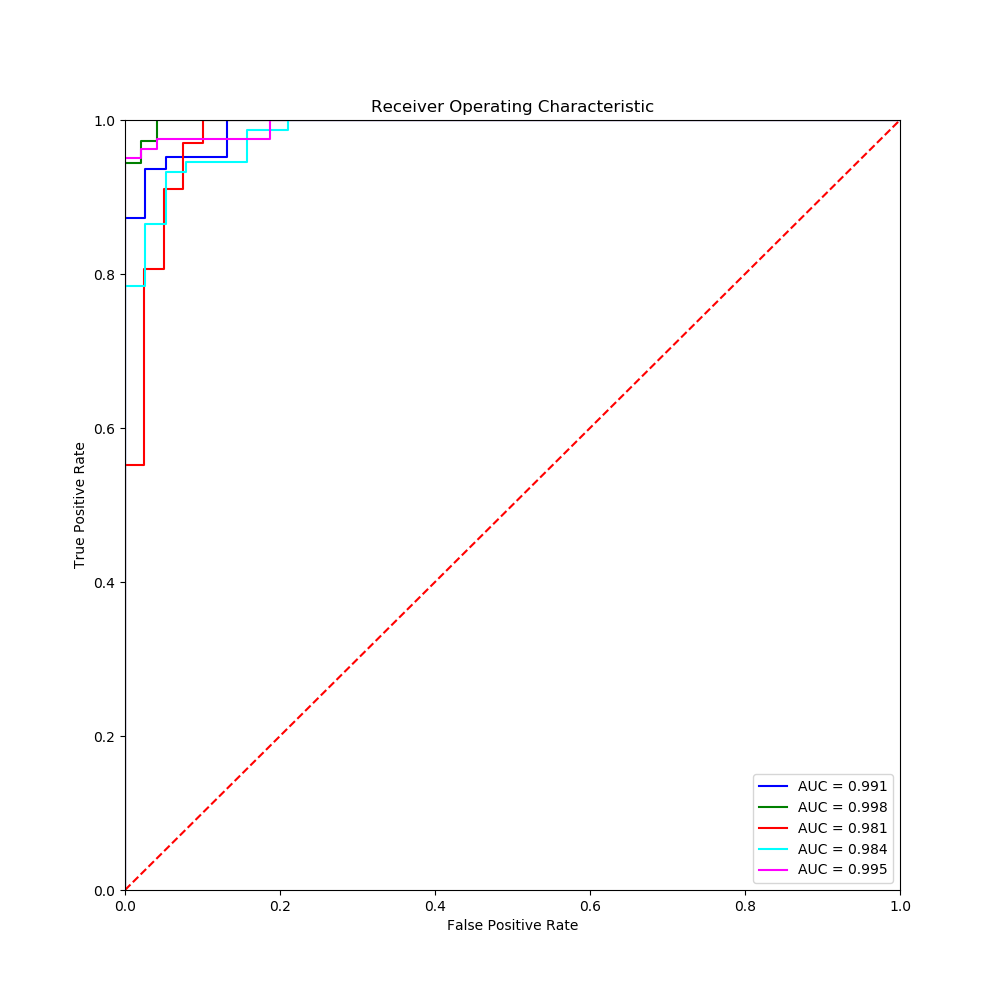 Receiver Operating Characteristic
1.0
0.8
0.6
0.4
0.2
0.0
True Positive Rate
0.0 0.2 0.4 0.6 0.8 1.0
False Positive Rate
AUC = 0.991
AUC = 0.998
AUC = 0.981
AUC = 0.984
AUC = 0.995